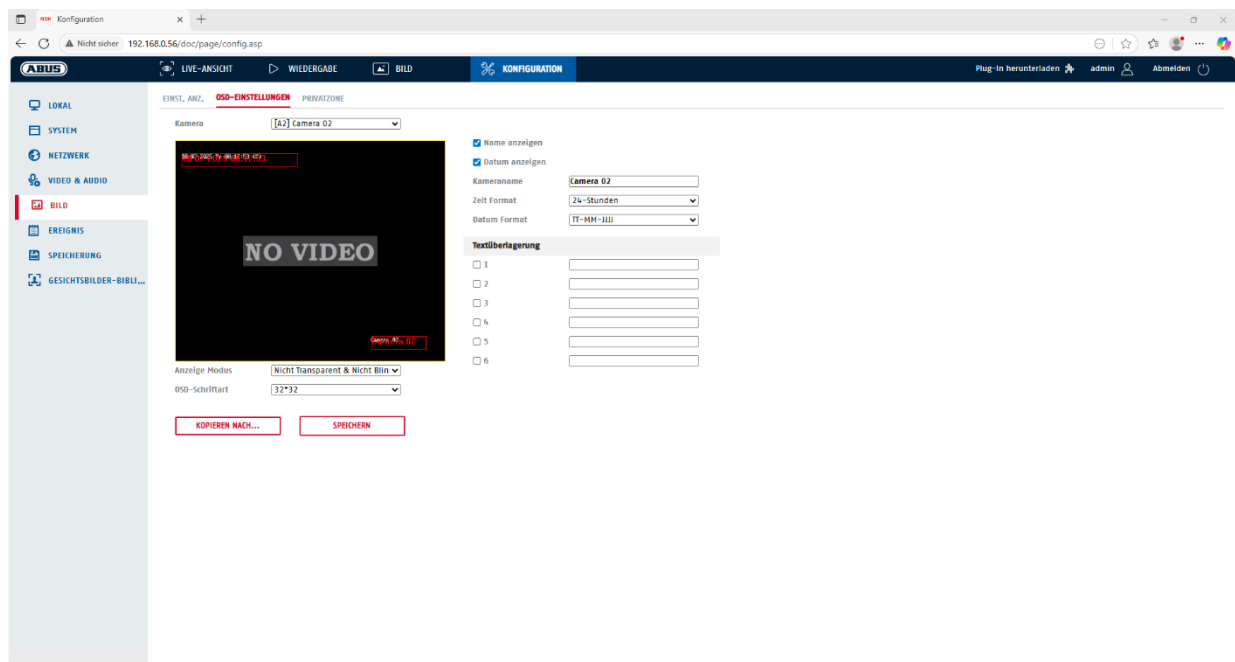 Konfiguration
Nicht sicher 192.168.0.56/doc/page/config.asp
ABUS LIVE-ANSICHT WIEDERGABE BILD KONFIGURATION Plug-in herunterladen admin Abmelden
LOKAL
SYSTEM
NETZWERK
VIDEO & AUDIO
BILD
EREIGNIS
SPEICHERUNG
GESICHTSBILDER-BIBLI...
EINST. ANZ. OSD-EINSTELLUNGEN PRIVATZONE
Kamera [A2] Camera 02
NO VIDEO
Camera 02
Anzeige Modus Nicht Transparent & Nicht Blin
OSD-Schriftart 32*32
KOPIEREN NACH... SPEICHERN
Name anzeigen
Datum anzeigen
Kameraname Camera 02
Zeit Format 24-Stunden
Datum Format TT-MM-JJJJ
Textüberlagerung
1
2
3
4
5
6